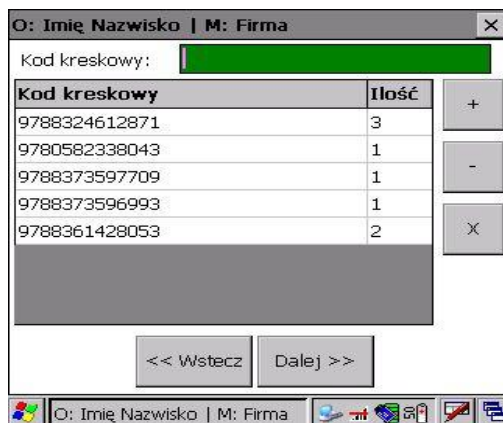 O: Imię Nazwisko | M: Firma ×
Kod kreskowy:
Kod kreskowy Ilość
9788324612871 3
9780582338043 1
9788373597709 1
9788373596993 1
9788361428053 2
+
-
X
<< Wstecz Dalej >>
O: Imię Nazwisko | M: Firma